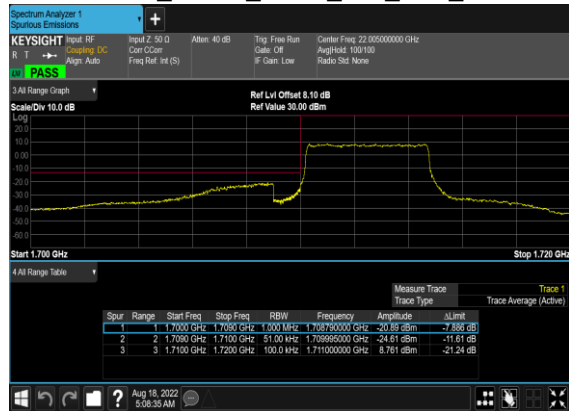 Spectrum Analyzer 1
Spurious Emissions
KEYSIGHT Input: RF Input Z: 50 Ω Atten: 40 dB Trig: Free Run Center Freq: 22.005000000 GHz
R T Coupling: DC Corr CCorr Gate: Off Avg|Hold: 100/100
Align: Auto Freq Ref: Int (S) IF Gain: Low Radio Std: None
PASS
3 All Range Graph
Ref Lvl Offset 8.10 dB
Scale/Div 10.0 dB Ref Value 30.00 dBm
Log
20.0
10.0
0.00
-10.0
-20.0
-30.0
-40.0
-50.0
-60.0
Start 1.700 GHz Stop 1.720 GHz
4 All Range Table
Measure Trace Trace 1
Trace Type Trace Average (Active)
Spur Range Start Freq Stop Freq RBW Frequency Amplitude ΔLimit
1 1 1.7000 GHz 1.7090 GHz 1.000 MHz 1.708790000 GHz -20.89 dBm -7.886 dB
2 2 1.7090 GHz 1.7100 GHz 51.00 kHz 1.709995000 GHz -24.61 dBm -11.61 dB
3 3 1.7100 GHz 1.7200 GHz 100.0 kHz 1.711000000 GHz 8.761 dBm -21.24 dB
? Aug 18, 2022
5:08:35 AM